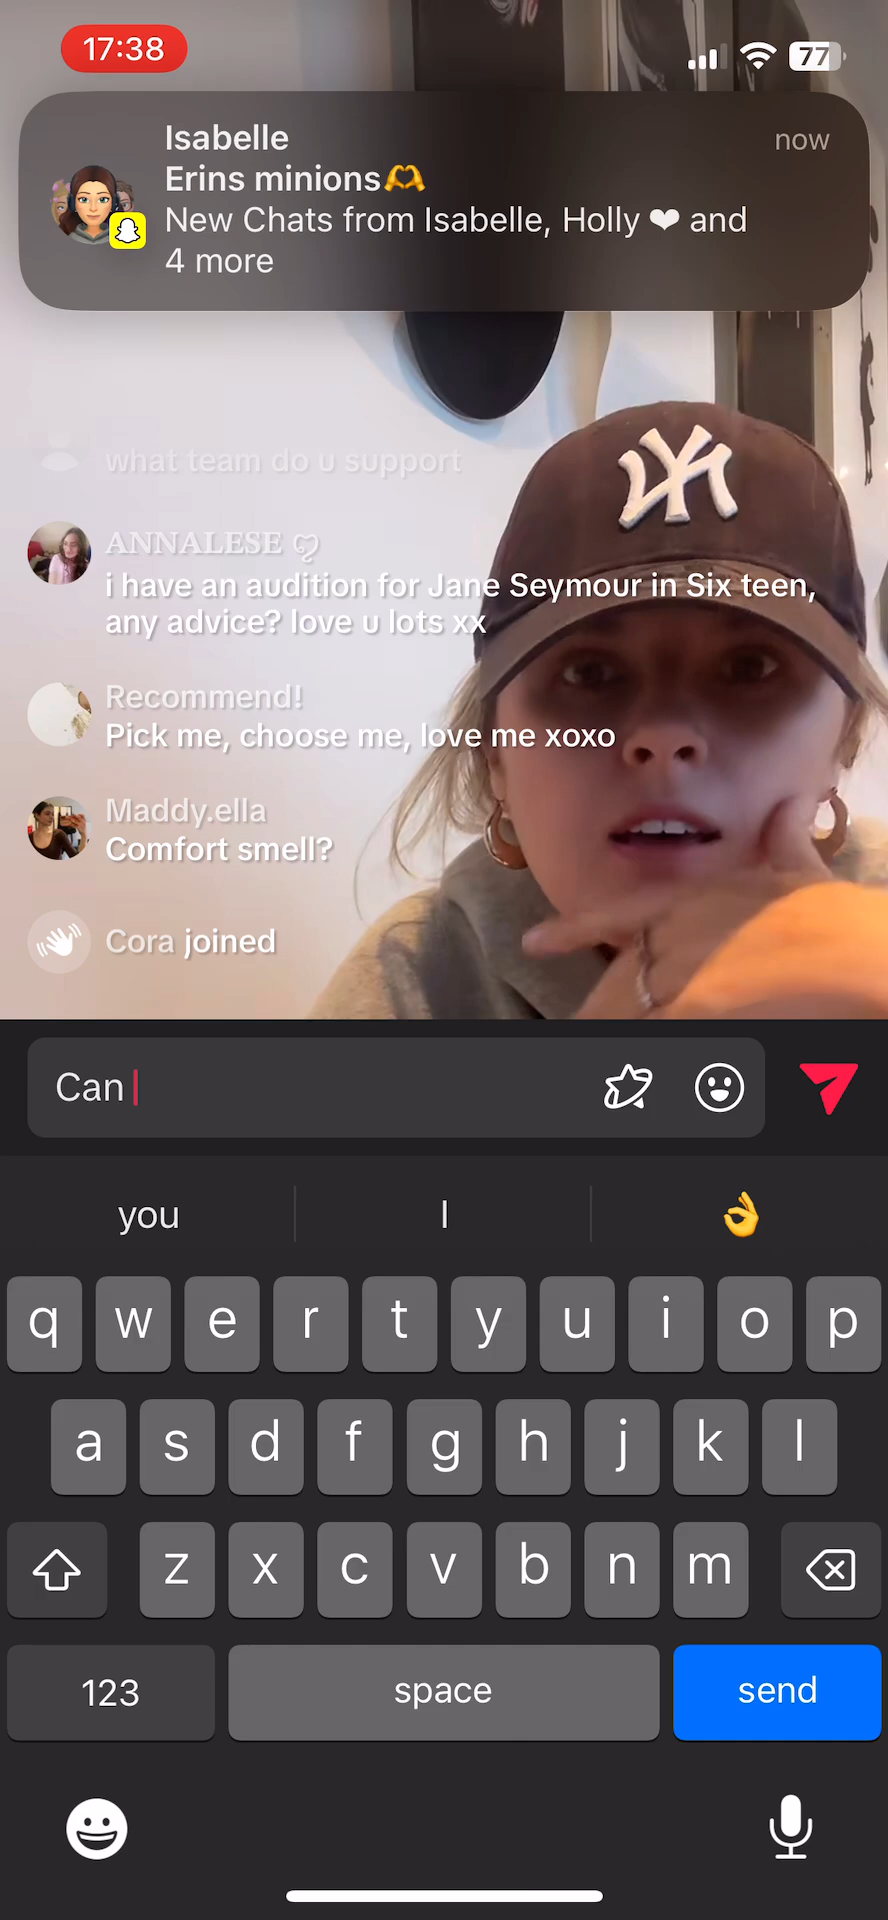 17:38
77
Isabelle
now
Erins minions🫶
New Chats from Isabelle, Holly ❤ and
4 more
what team do u support
ANNALESE ღ
i have an audition for Jane Seymour in Six teen,
any advice? love u lots xx
Recommend!
Pick me, choose me, love me xoxo
Maddy.ella
Comfort smell?
Cora joined
NY
Can
you
I
👌
q w e r t y u i o p
a s d f g h j k l
z x c v b n m
123
space
send